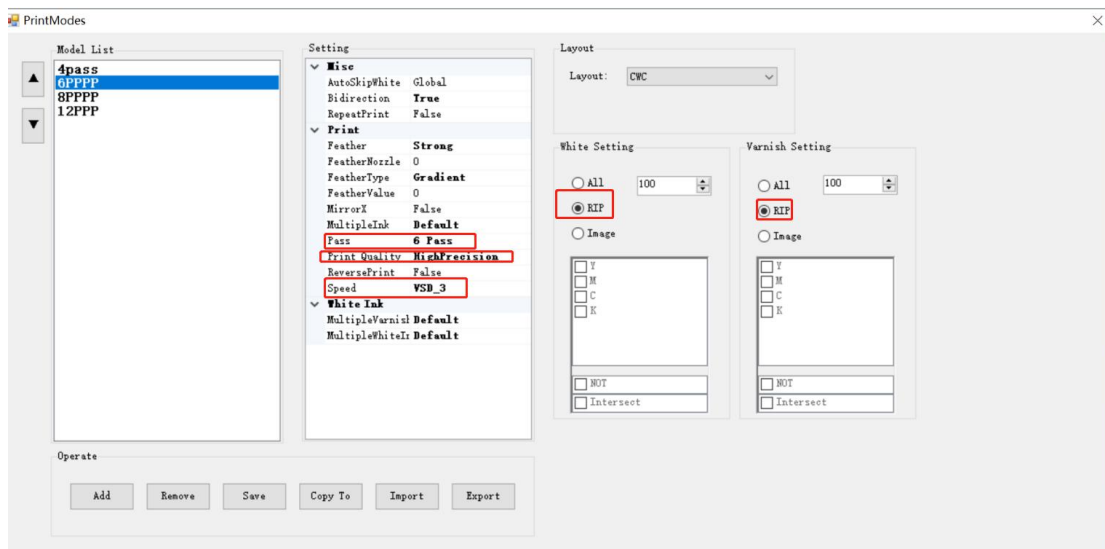 PrintModes
Model List
4pass
6PPPP
8PPPP
12PPP
Setting
Misc
AutoSkipWhite Global
Bidirection True
RepeatPrint False
Print
Feather Strong
FeatherNozzle 0
FeatherType Gradient
FeatherValue 0
MirrorX False
MultipleInk Default
Pass 6 Pass
Print Quality HighPrecision
ReversePrint False
Speed VSD_3
White Ink
MultipleVarnisl Default
MultipleWhiteIr Default
Layout
Layout: CWC
White Setting
All 100
RIP
Image
Y
M
C
K
NOT
Intersect
Varnish Setting
All 100
RIP
Image
Y
M
C
K
NOT
Intersect
Operate
Add Remove Save Copy To Import Export